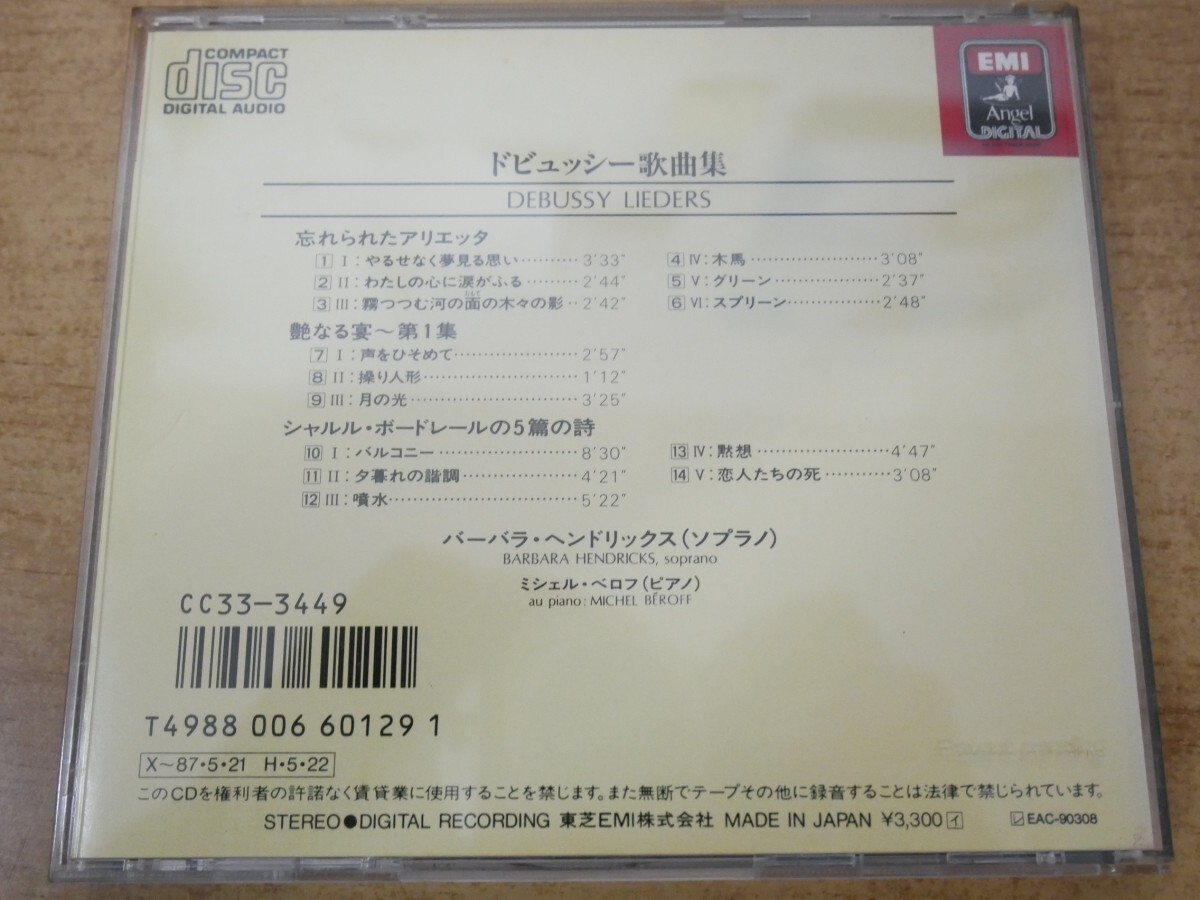 COMPACT
disc
DIGITAL AUDIO
EMI
Angel
DIGITAL
ドビュッシー歌曲集
DEBUSSY LIEDERS
忘れられたアリエッタ
1 I:やるせなく夢見る思い ·········· 3′33″
2 II:わたしの心に涙がふる ········· 2′44″
3 III:霧つつむ河の面の木々の影 ·· 2′42″
4 IV:木馬 ······················ 3′08″
5 V:グリーン ··················· 2′37″
6 VI:スプリーン ················ 2′48″
艶なる宴〜第1集
7 I:声をひそめて ····················· 2′57″
8 II:操り人形 ·························· 1′12″
9 III:月の光 ···························· 3′25″
シャルル・ボードレールの5篇の詩
10 I:バルコニー ······················· 8′30″
11 II:夕暮れの諧調 ···················· 4′21″
12 III:噴水 ································ 5′22″
13 IV:黙想 ······················· 4′47″
14 V:恋人たちの死 ··········· 3′08″
バーバラ・ヘンドリックス(ソプラノ)
BARBARA HENDRICKS, soprano
ミシェル・ベロフ(ピアノ)
au piano: MICHEL BÉROFF
CC33-3449
T4988 006 60129 1
X〜87・5・21 H・5・22
このCDを権利者の許諾なく賃貸業に使用することを禁じます。また無断でテープその他に録音することは法律で禁じられています。
STEREO●DIGITAL RECORDING 東芝EMI株式会社 MADE IN JAPAN ¥3,300 イ
レ EAC-90308